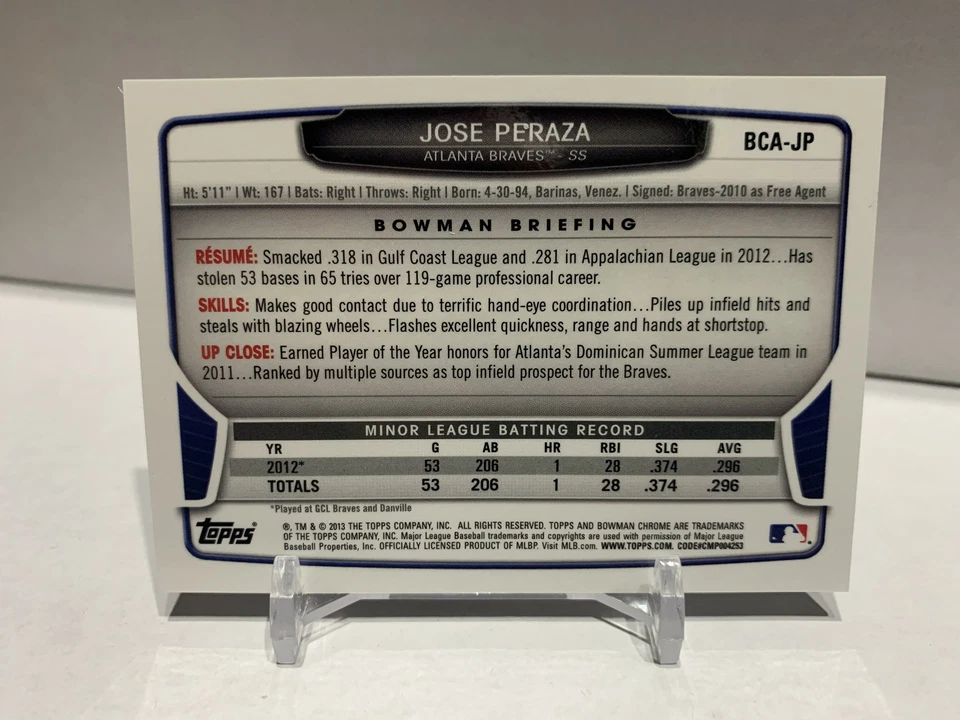 JOSE PERAZA
ATLANTA BRAVES™ - SS
BCA-JP
Ht: 5'11" | Wt: 167 | Bats: Right | Throws: Right | Born: 4-30-94, Barinas, Venez. | Signed: Braves-2010 as Free Agent
BOWMAN BRIEFING
RÉSUMÉ: Smacked .318 in Gulf Coast League and .281 in Appalachian League in 2012...Has
stolen 53 bases in 65 tries over 119-game professional career.
SKILLS: Makes good contact due to terrific hand-eye coordination...Piles up infield hits and
steals with blazing wheels...Flashes excellent quickness, range and hands at shortstop.
UP CLOSE: Earned Player of the Year honors for Atlanta's Dominican Summer League team in
2011...Ranked by multiple sources as top infield prospect for the Braves.
MINOR LEAGUE BATTING RECORD
YR G AB HR RBI SLG AVG
2012* 53 206 1 28 .374 .296
TOTALS 53 206 1 28 .374 .296
*Played at GCL Braves and Danville
Topps
®, TM & © 2013 THE TOPPS COMPANY, INC. ALL RIGHTS RESERVED. TOPPS AND BOWMAN CHROME ARE TRADEMARKS
OF THE TOPPS COMPANY, INC. Major League Baseball trademarks and copyrights are used with permission of Major League
Baseball Properties, Inc. OFFICIALLY LICENSED PRODUCT OF MLBP. Visit MLB.com. WWW.TOPPS.COM. CODE#CMP004253